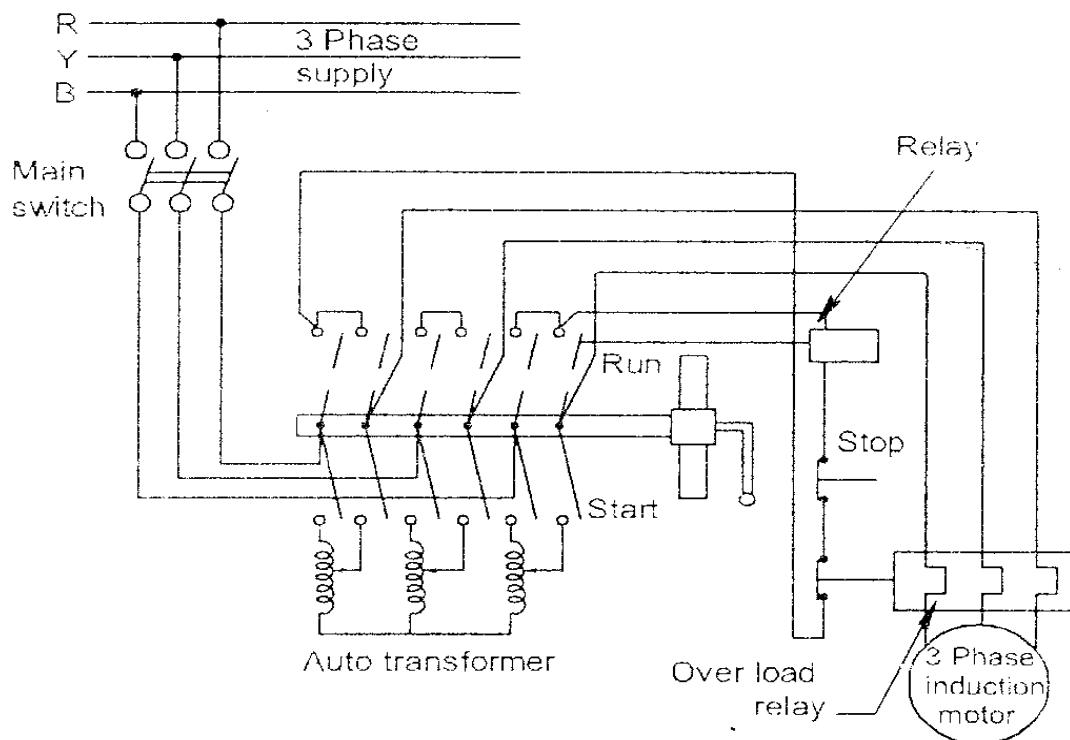 R
3 Phase
Y
supply
B
Main
switch
Relay
Run
Stop
Start
Auto transformer
Over load
relay
3 Phase
induction
motor